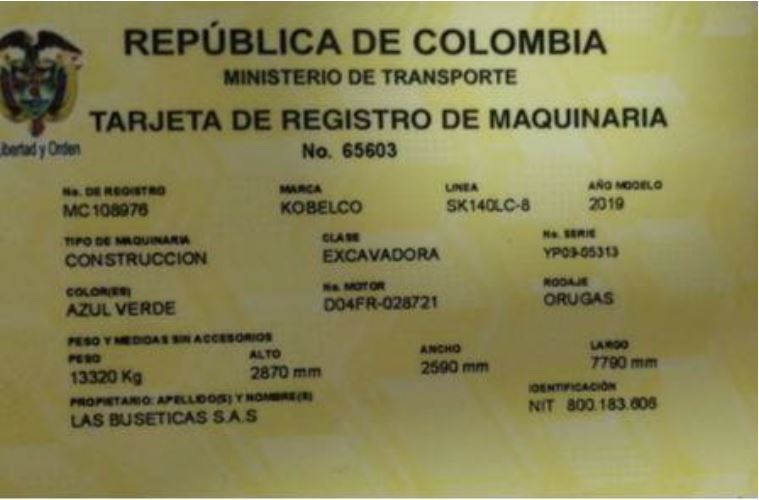 REPÚBLICA DE COLOMBIA
MINISTERIO DE TRANSPORTE
TARJETA DE REGISTRO DE MAQUINARIA
Libertad y Orden
No. 65603
No. DE REGISTRO MARCA LINEA AÑO MODELO
MC108976 KOBELCO SK140LC-8 2019
TIPO DE MAQUINARIA CLASE No. SERIE
CONSTRUCCION EXCAVADORA YP09-05313
COLOR(ES) No. MOTOR RODAJE
AZUL VERDE D04FR-028721 ORUGAS
PESO Y MEDIDAS SIN ACCESORIOS
PESO ALTO ANCHO LARGO
13320 Kg 2870 mm 2590 mm 7790 mm
PROPIETARIO: APELLIDO(S) Y NOMBRE(S) IDENTIFICACIÓN
LAS BUSETICAS S.A.S NIT 800.183.606